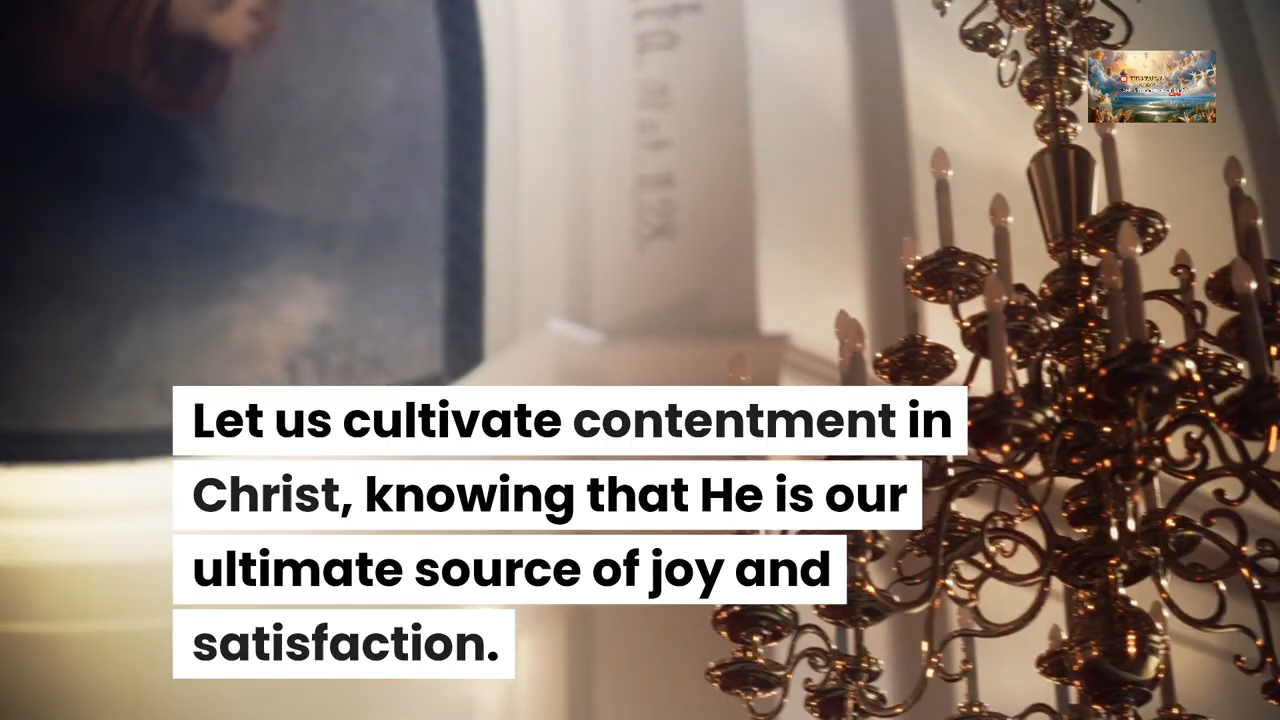 Let us cultivate contentment in
Christ, knowing that He is our
ultimate source of joy and
satisfaction.